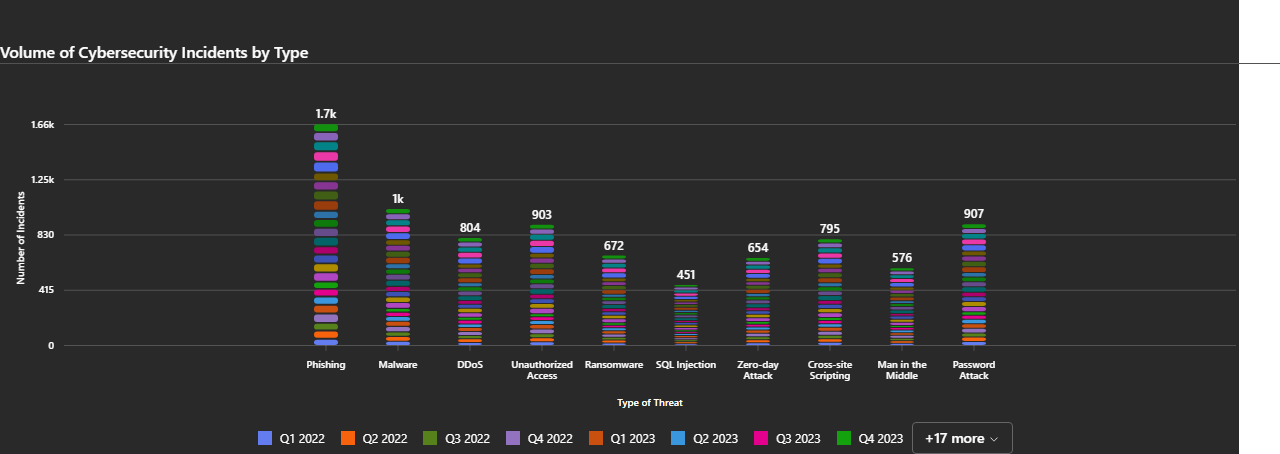 Volume of Cybersecurity Incidents by Type
1.7k
1.66k
1k
804
903
672
451
654
795
576
907
1.25k
830
415
0
Number of Incidents
Phishing
Malware
DDoS
Unauthorized
Access
Ransomware
SQL Injection
Zero-day
Attack
Cross-site
Scripting
Man in the
Middle
Password
Attack
Type of Threat
Q1 2022 Q2 2022 Q3 2022 Q4 2022 Q1 2023 Q2 2023 Q3 2023 Q4 2023 +17 more